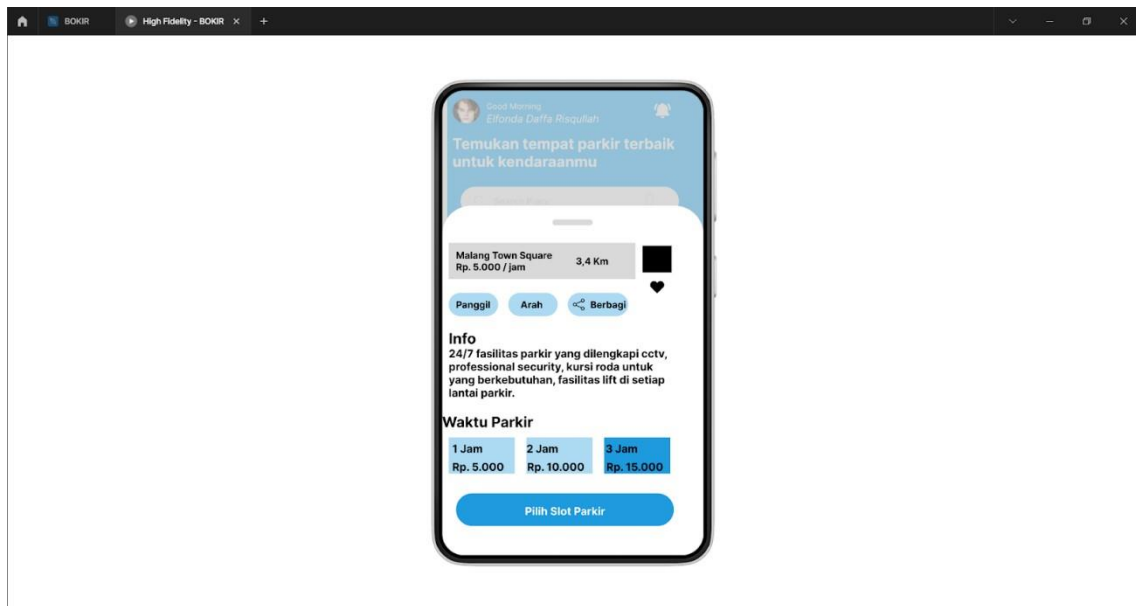 BOKIR
High Fidelity - BOKIR
Good Morning
Elfonda Daffa Risqullah
Temukan tempat parkir terbaik
untuk kendaraanmu
Malang Town Square
Rp. 5.000 / jam
3,4 Km
Panggil
Arah
Berbagi
Info
24/7 fasilitas parkir yang dilengkapi cctv,
professional security, kursi roda untuk
yang berkebutuhan, fasilitas lift di setiap
lantai parkir.
Waktu Parkir
1 Jam
Rp. 5.000
2 Jam
Rp. 10.000
3 Jam
Rp. 15.000
Pilih Slot Parkir